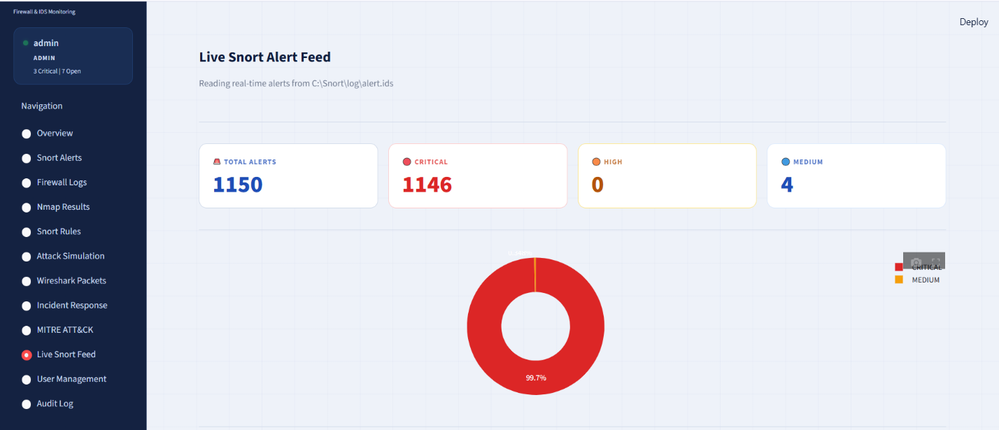 Firewall & IDS Monitoring
admin
ADMIN
3 Critical | 7 Open
Navigation
Overview
Snort Alerts
Firewall Logs
Nmap Results
Snort Rules
Attack Simulation
Wireshark Packets
Incident Response
MITRE ATT&CK
Live Snort Feed
User Management
Audit Log
Deploy
Live Snort Alert Feed
Reading real-time alerts from C:\Snort\log\alert.ids
TOTAL ALERTS
1150
CRITICAL
1146
HIGH
0
MEDIUM
4
99.7%
CRITICAL
MEDIUM